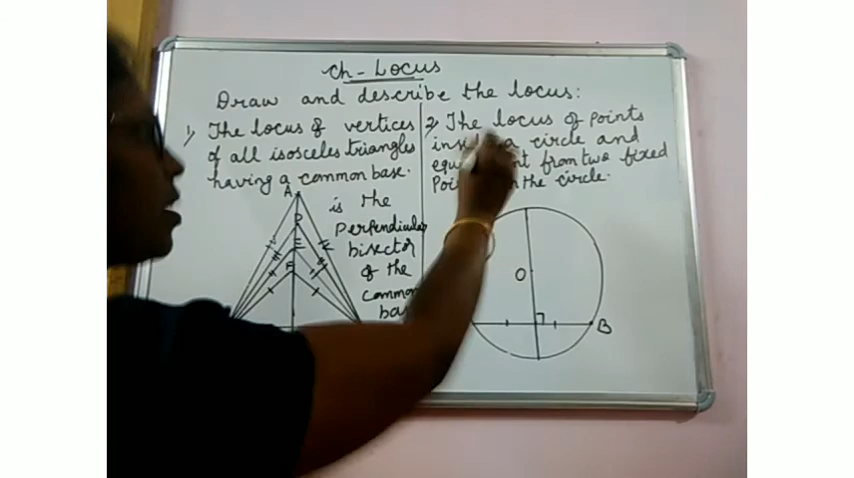 Ch - Locus
Draw and describe the locus:
1) The locus of vertices
of all isosceles triangles
having a common base.
is the
Perpendicular
bisector
of the
common
A
D
E
F
2) The locus of points
a circle and
from two fixed
the circle.
O
B